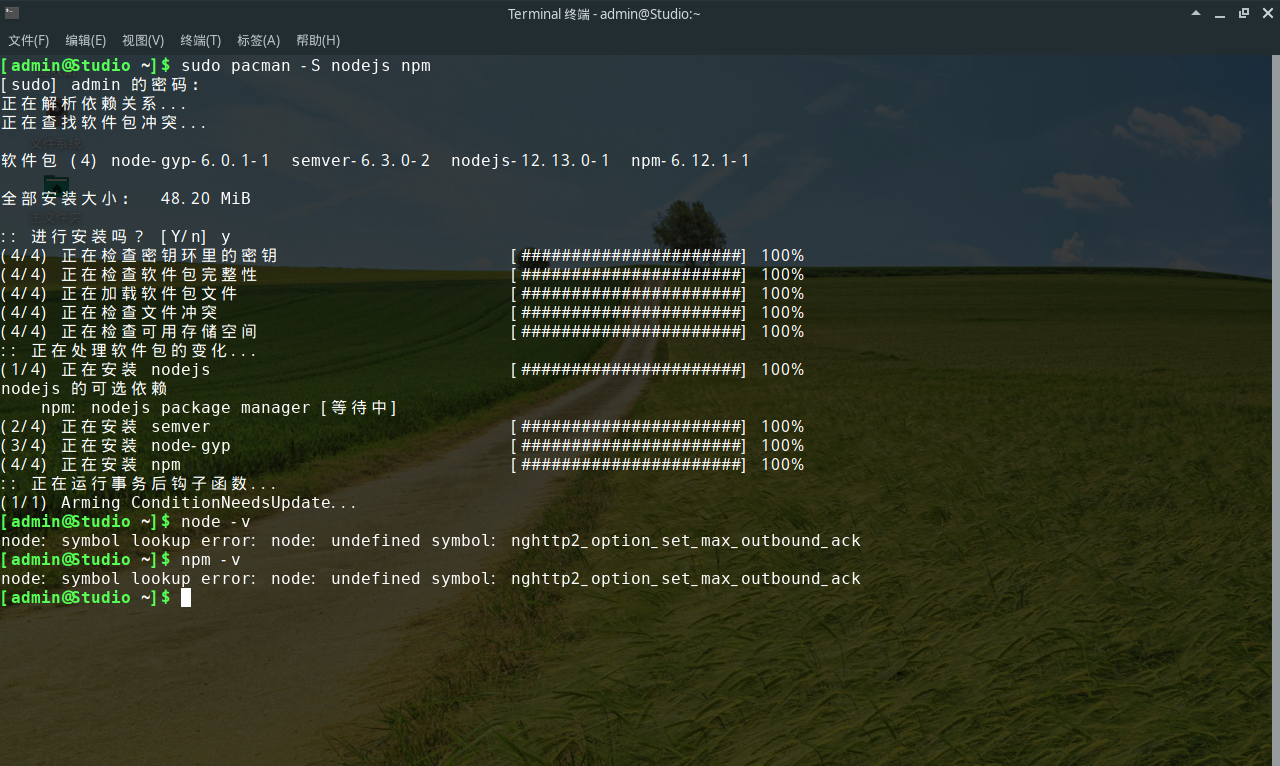 Terminal 终端 - admin@Studio:~
文件(F) 编辑(E) 视图(V) 终端(T) 标签(A) 帮助(H)
[admin@Studio ~]$ sudo pacman -S nodejs npm
[sudo] admin 的密码:
正在解析依赖关系...
正在查找软件包冲突...
软件包 (4) node-gyp-6.0.1-1 semver-6.3.0-2 nodejs-12.13.0-1 npm-6.12.1-1
全部安装大小: 48.20 MiB
:: 进行安装吗? [Y/n] y
(4/4) 正在检查密钥环里的密钥 [######################] 100%
(4/4) 正在检查软件包完整性 [######################] 100%
(4/4) 正在加载软件包文件 [######################] 100%
(4/4) 正在检查文件冲突 [######################] 100%
(4/4) 正在检查可用存储空间 [######################] 100%
:: 正在处理软件包的变化...
(1/4) 正在安装 nodejs [######################] 100%
nodejs 的可选依赖
npm: nodejs package manager [等待中]
(2/4) 正在安装 semver [######################] 100%
(3/4) 正在安装 node-gyp [######################] 100%
(4/4) 正在安装 npm [######################] 100%
:: 正在运行事务后钩子函数...
(1/1) Arming ConditionNeedsUpdate...
[admin@Studio ~]$ node -v
node: symbol lookup error: node: undefined symbol: nghttp2_option_set_max_outbound_ack
[admin@Studio ~]$ npm -v
node: symbol lookup error: node: undefined symbol: nghttp2_option_set_max_outbound_ack
[admin@Studio ~]$